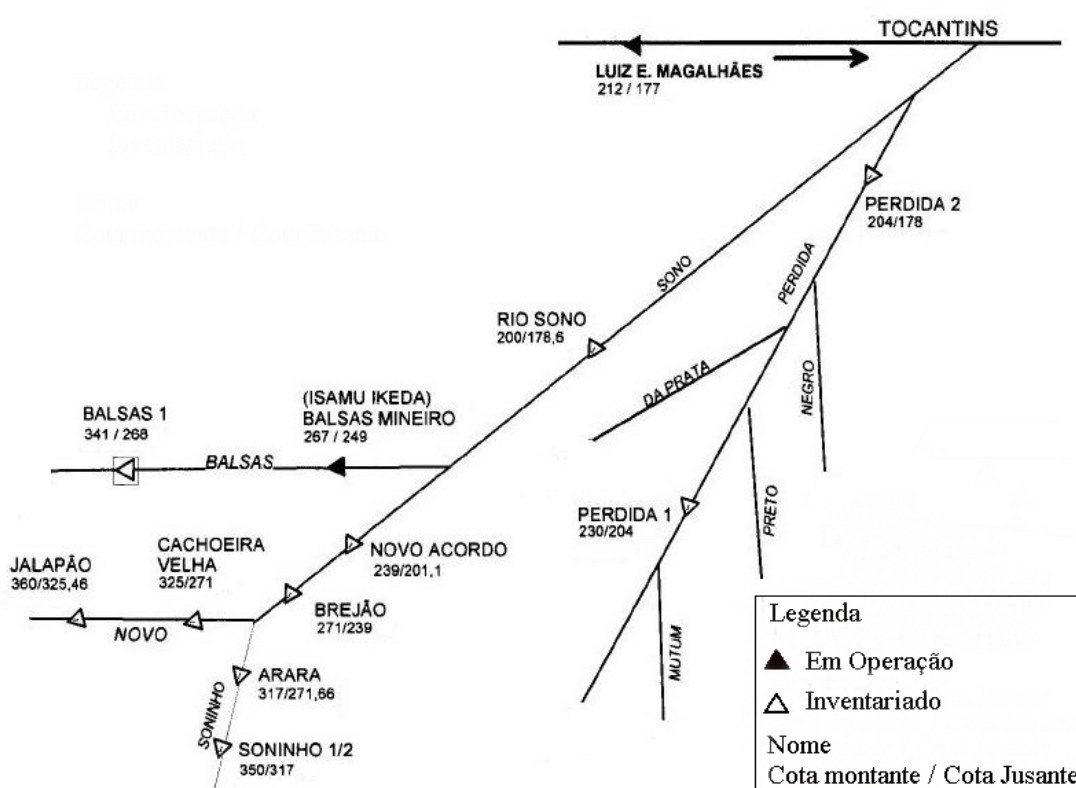 TOCANTINS
LUIZ E. MAGALHÃES
212 / 177
PERDIDA 2
204/178
SONO
PERDIDA
RIO SONO
200/178,6
DA PRATA
NEGRO
(ISAMU IKEDA)
BALSAS MINEIRO
267 / 249
BALSAS 1
341 / 268
BALSAS
PRETO
PERDIDA 1
230/204
NOVO ACORDO
239/201,1
CACHOEIRA
VELHA
325/271
JALAPÃO
360/325,46
BREJÃO
271/239
NOVO
MUTUM
ARARA
317/271,66
SONINHO
SONINHO 1/2
350/317
Legenda
Em Operação
Inventariado
Nome
Cota montante / Cota Jusante